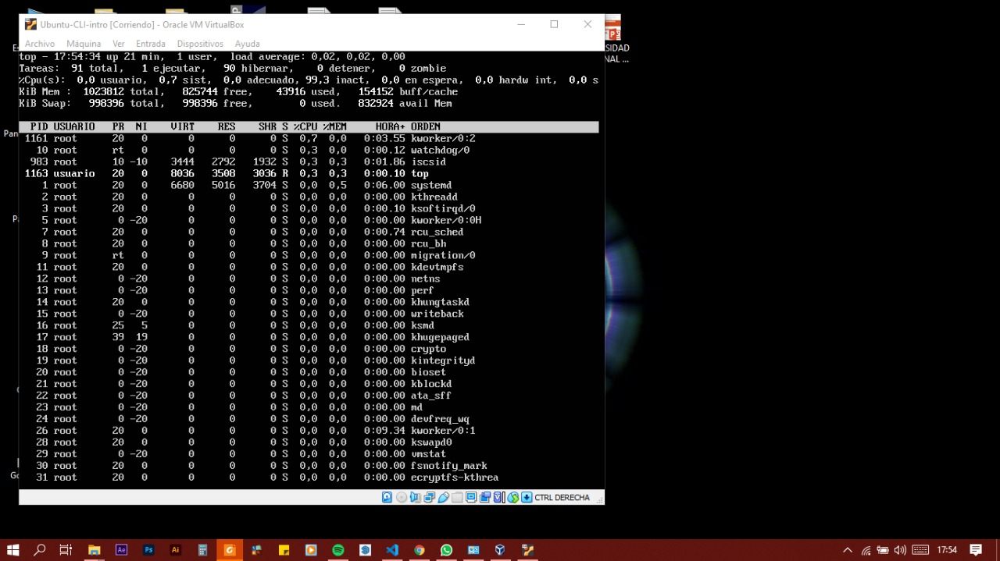 Ubuntu-CLI-intro [Corriendo] - Oracle VM VirtualBox
Archivo Máquina Ver Entrada Dispositivos Ayuda
top - 17:54:34 up 21 min, 1 user, load average: 0,02, 0,02, 0,00
Tareas: 91 total, 1 ejecutar, 90 hibernar, 0 detener, 0 zombie
%Cpu(s): 0,0 usuario, 0,7 sist, 0,0 adecuado, 99,3 inact, 0,0 en espera, 0,0 hardw int, 0,0 s
KiB Mem : 1023812 total, 825744 free, 43916 used, 154152 buff/cache
KiB Swap: 998396 total, 998396 free, 0 used. 832924 avail Mem
PID USUARIO PR NI VIRT RES SHR S %CPU %MEM HORA+ ORDEN
1161 root 20 0 0 0 0 S 0,7 0,0 0:03.55 kworker/0:2
10 root rt 0 0 0 0 S 0,3 0,0 0:00.12 watchdog/0
983 root 10 -10 3444 2792 1932 S 0,3 0,3 0:01.86 iscsid
1163 usuario 20 0 8036 3508 3036 R 0,3 0,3 0:00.10 top
1 root 20 0 6680 5016 3704 S 0,0 0,5 0:06.00 systemd
2 root 20 0 0 0 0 S 0,0 0,0 0:00.00 kthreadd
3 root 20 0 0 0 0 S 0,0 0,0 0:00.10 ksoftirqd/0
5 root 0 -20 0 0 0 S 0,0 0,0 0:00.00 kworker/0:0H
7 root 20 0 0 0 0 S 0,0 0,0 0:00.74 rcu_sched
8 root 20 0 0 0 0 S 0,0 0,0 0:00.00 rcu_bh
9 root rt 0 0 0 0 S 0,0 0,0 0:00.00 migration/0
11 root 20 0 0 0 0 S 0,0 0,0 0:00.00 kdevtmpfs
12 root 0 -20 0 0 0 S 0,0 0,0 0:00.00 netns
13 root 0 -20 0 0 0 S 0,0 0,0 0:00.00 perf
14 root 20 0 0 0 0 S 0,0 0,0 0:00.00 khungtaskd
15 root 0 -20 0 0 0 S 0,0 0,0 0:00.00 writeback
16 root 25 5 0 0 0 S 0,0 0,0 0:00.00 ksmd
17 root 39 19 0 0 0 S 0,0 0,0 0:00.00 khugepaged
18 root 0 -20 0 0 0 S 0,0 0,0 0:00.00 crypto
19 root 0 -20 0 0 0 S 0,0 0,0 0:00.00 kintegrityd
20 root 0 -20 0 0 0 S 0,0 0,0 0:00.00 bioset
21 root 0 -20 0 0 0 S 0,0 0,0 0:00.00 kblockd
22 root 0 -20 0 0 0 S 0,0 0,0 0:00.00 ata_sff
23 root 0 -20 0 0 0 S 0,0 0,0 0:00.00 md
24 root 0 -20 0 0 0 S 0,0 0,0 0:00.00 devfreq_wq
26 root 20 0 0 0 0 S 0,0 0,0 0:09.34 kworker/0:1
28 root 20 0 0 0 0 S 0,0 0,0 0:00.00 kswapd0
29 root 0 -20 0 0 0 S 0,0 0,0 0:00.00 vmstat
30 root 20 0 0 0 0 S 0,0 0,0 0:00.00 fsnotify_mark
31 root 20 0 0 0 0 S 0,0 0,0 0:00.00 ecryptfs-kthrea
CTRL DERECHA
SIDAD
NAL ...
Pan
Ae Ps Ai
17:54